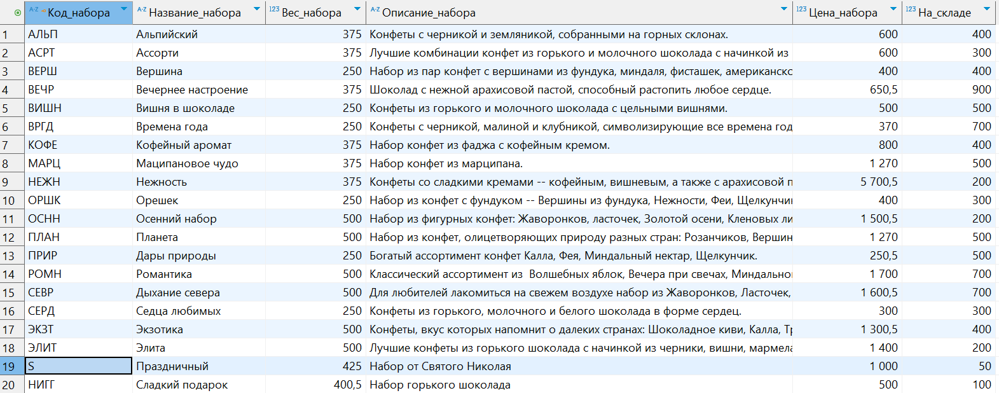 Код_набора Название_набора Вес_набора Описание_набора Цена_набора На_складе
1 АЛЬП Альпийский 375 Конфеты с черникой и земляникой, собранными на горных склонах. 600 400
2 АСРТ Ассорти 375 Лучшие комбинации конфет из горького и молочного шоколада с начинкой из 600 300
3 ВЕРШ Вершина 250 Набор из пар конфет с вершинами из фундука, миндаля, фисташек, американско 400 400
4 ВЕЧР Вечернее настроение 375 Шоколад с нежной арахисовой пастой, способный растопить любое сердце. 650,5 900
5 ВИШН Вишня в шоколаде 250 Конфеты из горького и молочного шоколада с цельными вишнями. 500 500
6 ВРГД Времена года 250 Конфеты с черникой, малиной и клубникой, символизирующие все времена год 370 700
7 КОФЕ Кофейный аромат 375 Набор конфет из фаджа с кофейным кремом. 800 400
8 МАРЦ Маципановое чудо 375 Набор конфет из марципана. 1 270 500
9 НЕЖН Нежность 375 Конфеты со сладкими кремами -- кофейным, вишневым, а также с арахисовой п 5 700,5 200
10 ОРШК Орешек 250 Набор из конфет с фундуком -- Вершины из фундука, Нежности, Феи, Щелкунчи 400 300
11 ОСНН Осенний набор 500 Набор из фигурных конфет: Жаворонков, ласточек, Золотой осени, Кленовых ли 1 500,5 200
12 ПЛАН Планета 500 Набор из конфет, олицетворяющих природу разных стран: Розанчиков, Вершин 1 270 500
13 ПРИР Дары природы 250 Богатый ассортимент конфет Калла, Фея, Миндальный нектар, Щелкунчик. 250,5 500
14 РОМН Романтика 500 Классический ассортимент из Волшебных яблок, Вечера при свечах, Миндально 1 700 700
15 СЕВР Дыхание севера 500 Для любителей лакомиться на свежем воздухе набор из Жаворонков, Ласточек, 1 600,5 700
16 СЕРД Седца любимых 250 Конфеты из горького, молочного и белого шоколада в форме сердец. 300 300
17 ЭКЗТ Экзотика 500 Конфеты, вкус которых напомнит о далеких странах: Шоколадное киви, Калла, Тр 1 300,5 400
18 ЭЛИТ Элита 500 Лучшие конфеты из горького шоколада с начинкой из черники, вишни, мармела 1 400 200
19 S Праздничный 425 Набор от Святого Николая 1 000 50
20 НИГГ Сладкий подарок 400,5 Набор горького шоколада 500 100